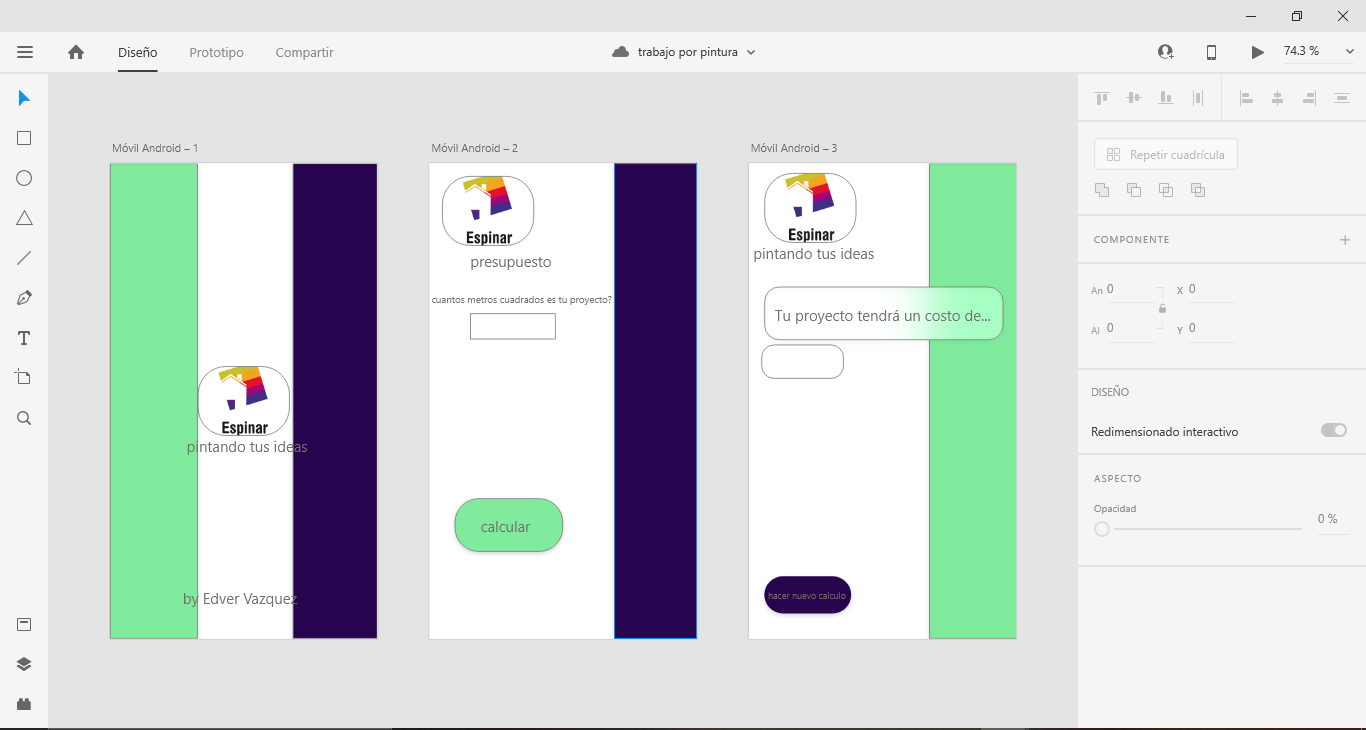 Diseño
Prototipo
Compartir
trabajo por pintura
74.3 %
Móvil Android – 1
Espinar
pintando tus ideas
by Edver Vazquez
Móvil Android – 2
Espinar
presupuesto
cuantos metros cuadrados es tu proyecto?
calcular
Móvil Android – 3
Espinar
pintando tus ideas
Tu proyecto tendrá un costo de...
hacer nuevo calculo
Repetir cuadrícula
COMPONENTE
An 0 X 0
Al 0 Y 0
DISEÑO
Redimensionado interactivo
ASPECTO
Opacidad
0 %